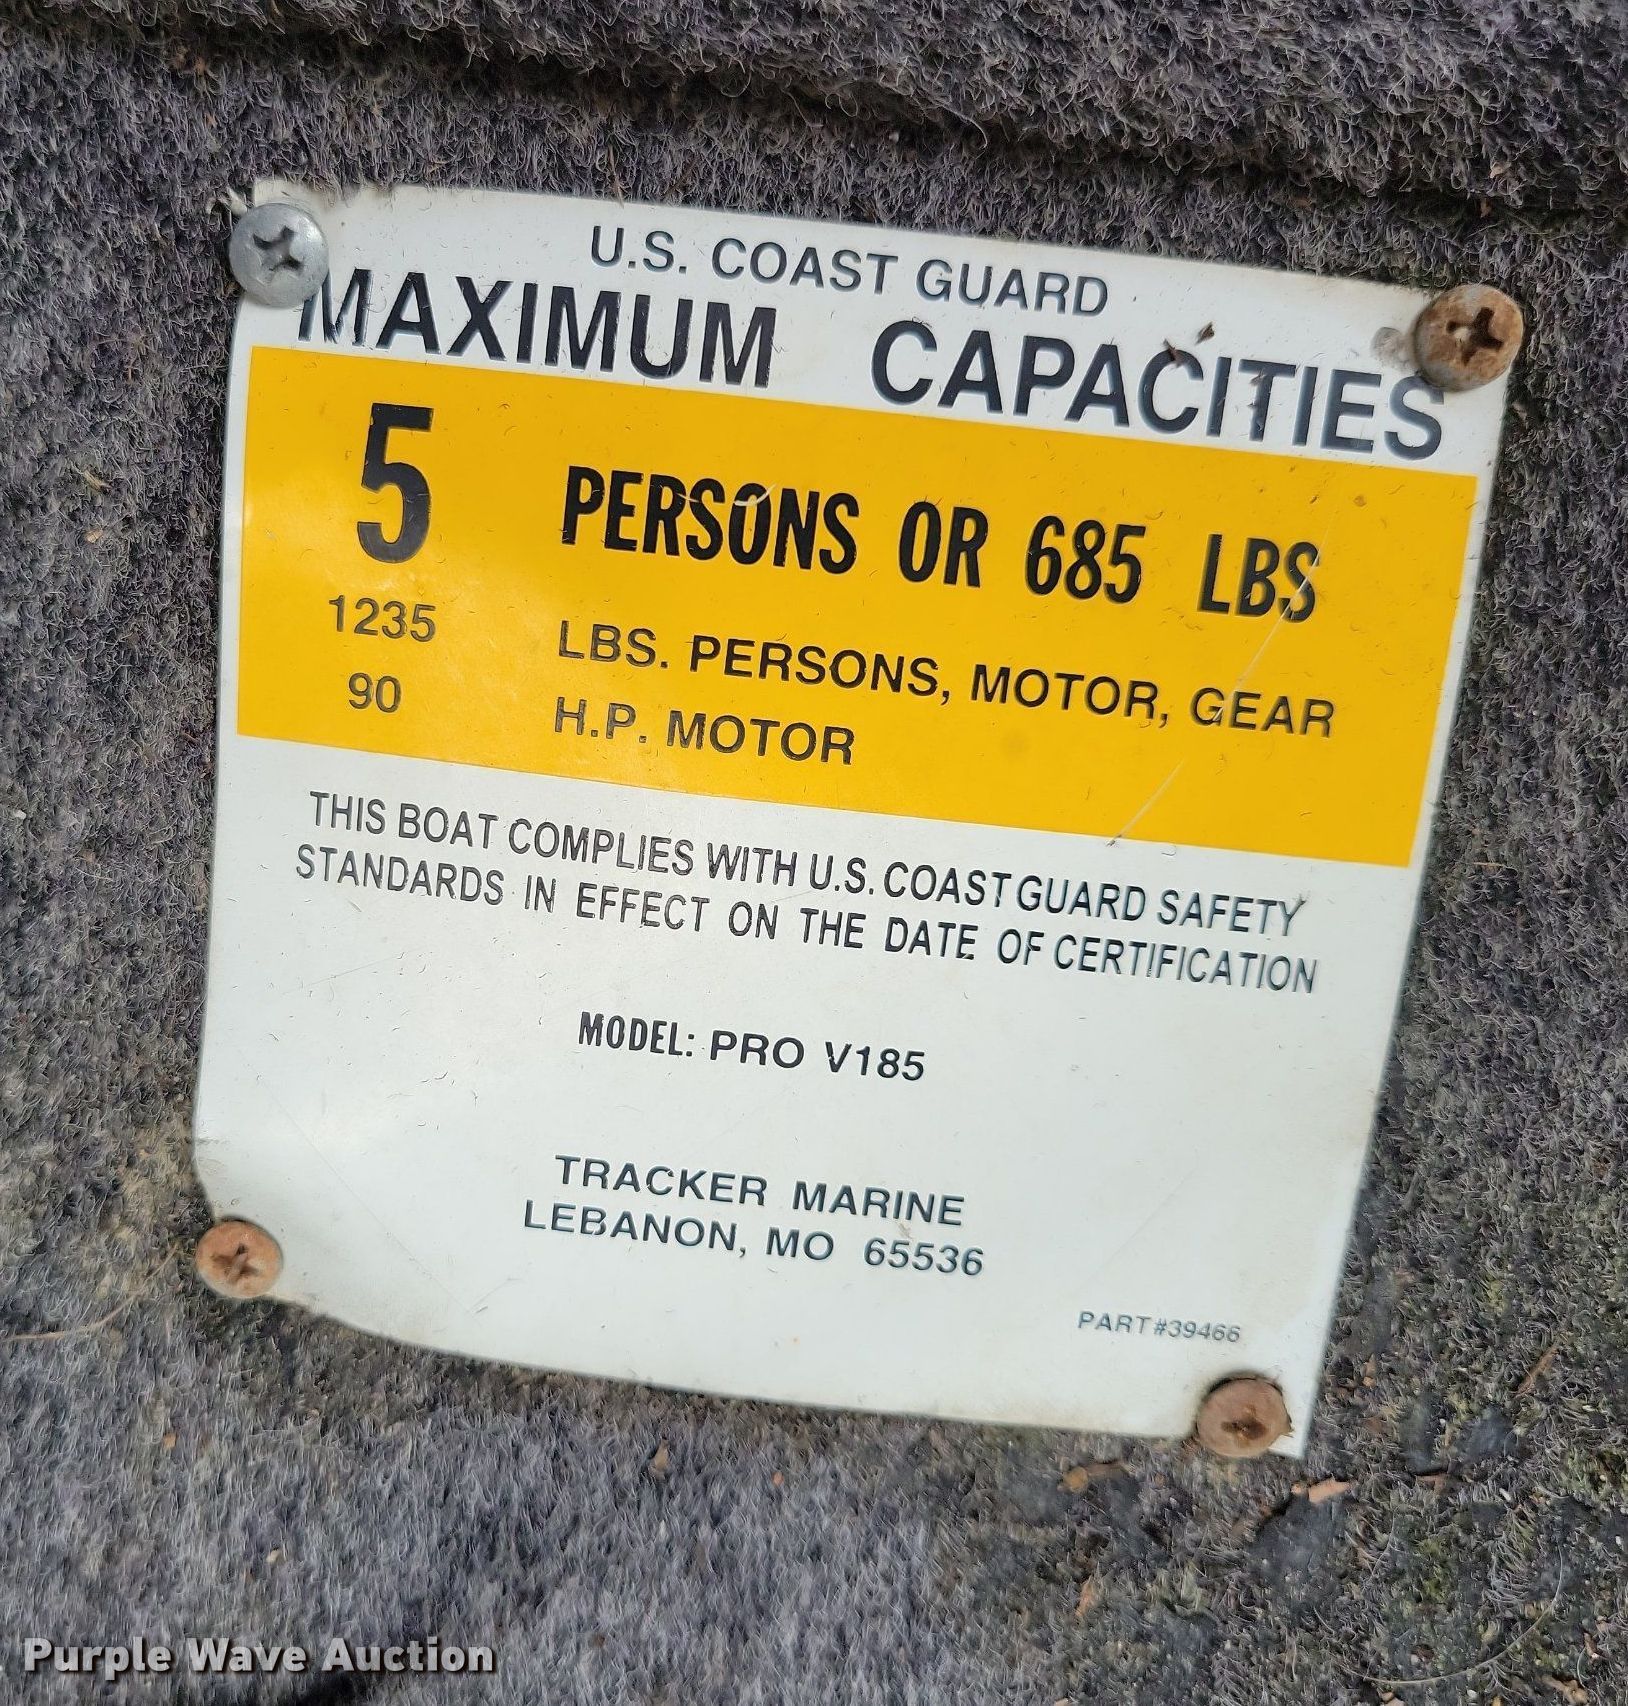 U.S. COAST GUARD
MAXIMUM CAPACITIES
5 PERSONS OR 685 LBS
1235 LBS. PERSONS, MOTOR, GEAR
90 H.P. MOTOR
THIS BOAT COMPLIES WITH U.S. COAST GUARD SAFETY
STANDARDS IN EFFECT ON THE DATE OF CERTIFICATION
MODEL: PRO V185
TRACKER MARINE
LEBANON, MO 65536
PART#39466
Purple Wave Auction